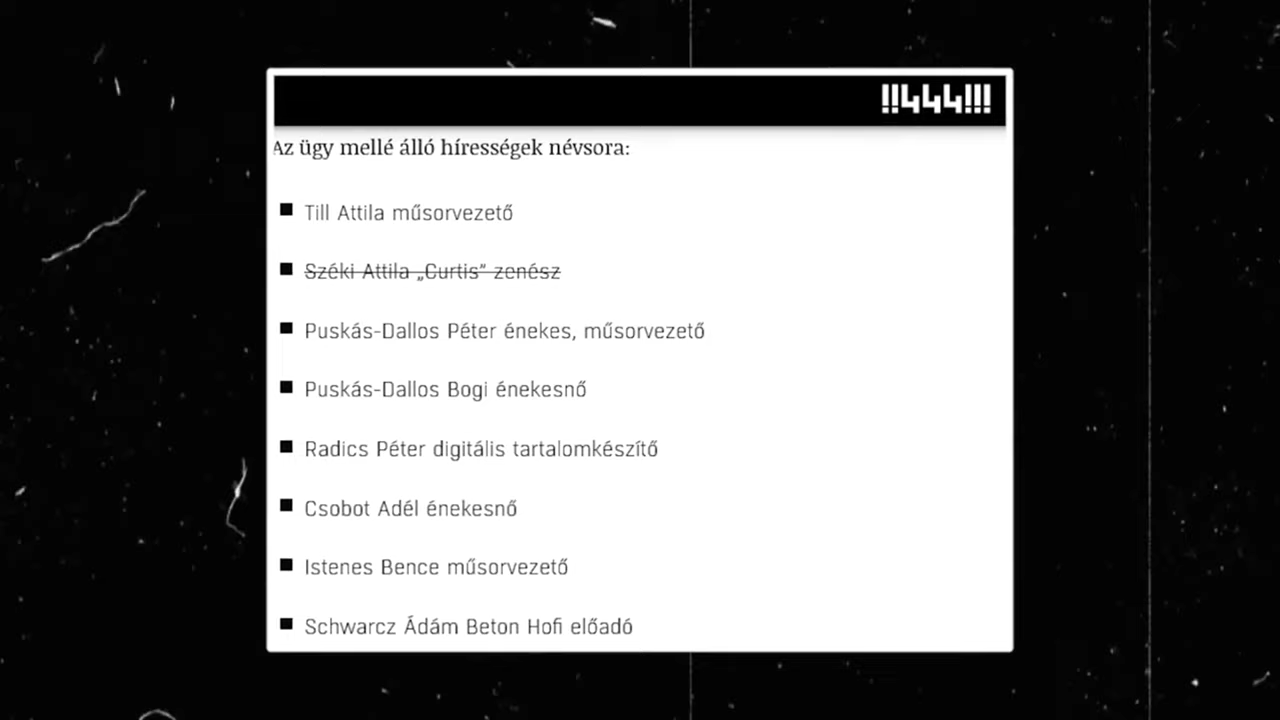 !!444!!!
Az ügy mellé álló hírességek névsora:
Till Attila műsorvezető
Széki Attila „Curtis” zenész
Puskás-Dallos Péter énekes, műsorvezető
Puskás-Dallos Bogi énekesnő
Radics Péter digitális tartalomkészítő
Csobot Adél énekesnő
Istenes Bence műsorvezető
Schwarcz Ádám Beton Hofi előadó